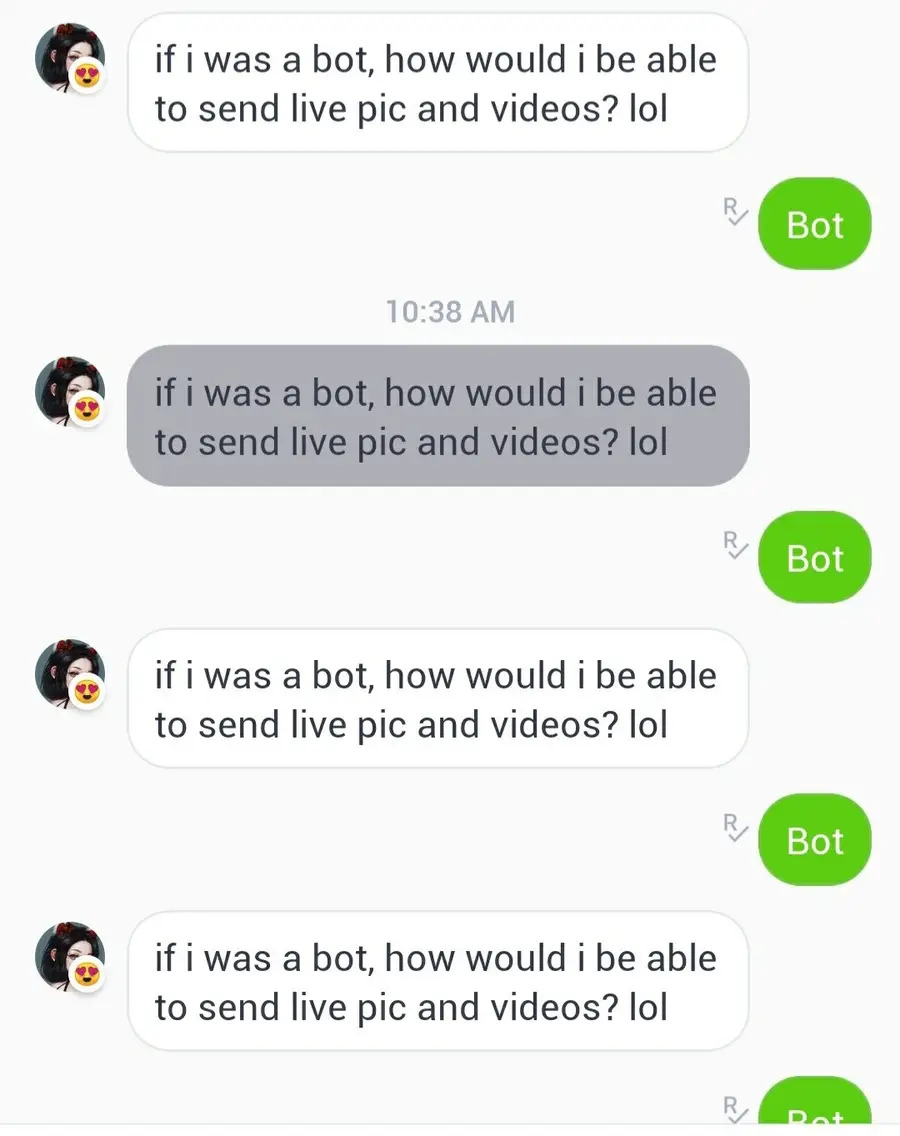 if i was a bot, how would i be able
to send live pic and videos? lol
R
Bot
10:38 AM
if i was a bot, how would i be able
to send live pic and videos? lol
R
Bot
if i was a bot, how would i be able
to send live pic and videos? lol
R
Bot
if i was a bot, how would i be able
to send live pic and videos? lol
R
Bot